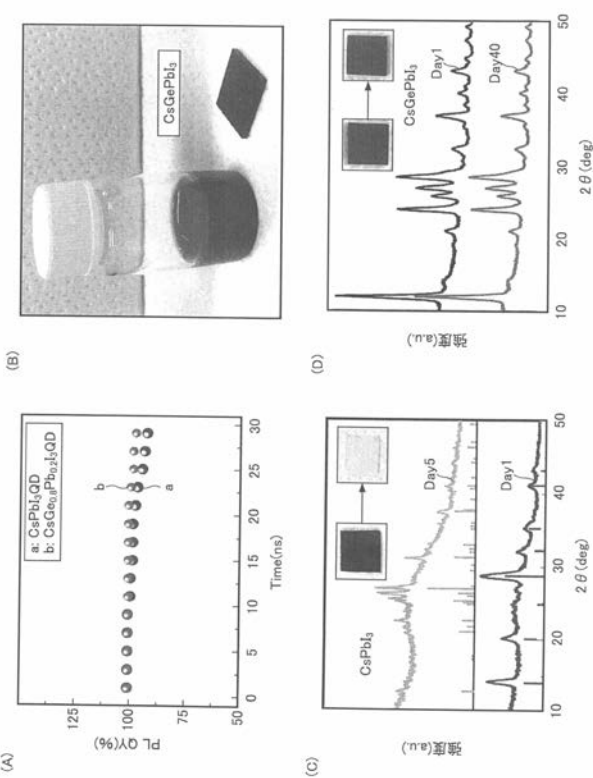 (A)
PL QY(%)
125
100
75
50
a: CsPbI₃QD
b: CsGe₀.₈Pb₀.₂I₃QD
b
a
0 5 10 15 20 25 30
Time(ns)
(B)
CsGePbI₃
(C)
強度(a.u.)
CsPbI₃
Day5
Day1
10 20 30 40 50
2θ(deg)
(D)
強度(a.u.)
CsGePbI₃
Day1
Day40
10 20 30 40 50
2θ(deg)